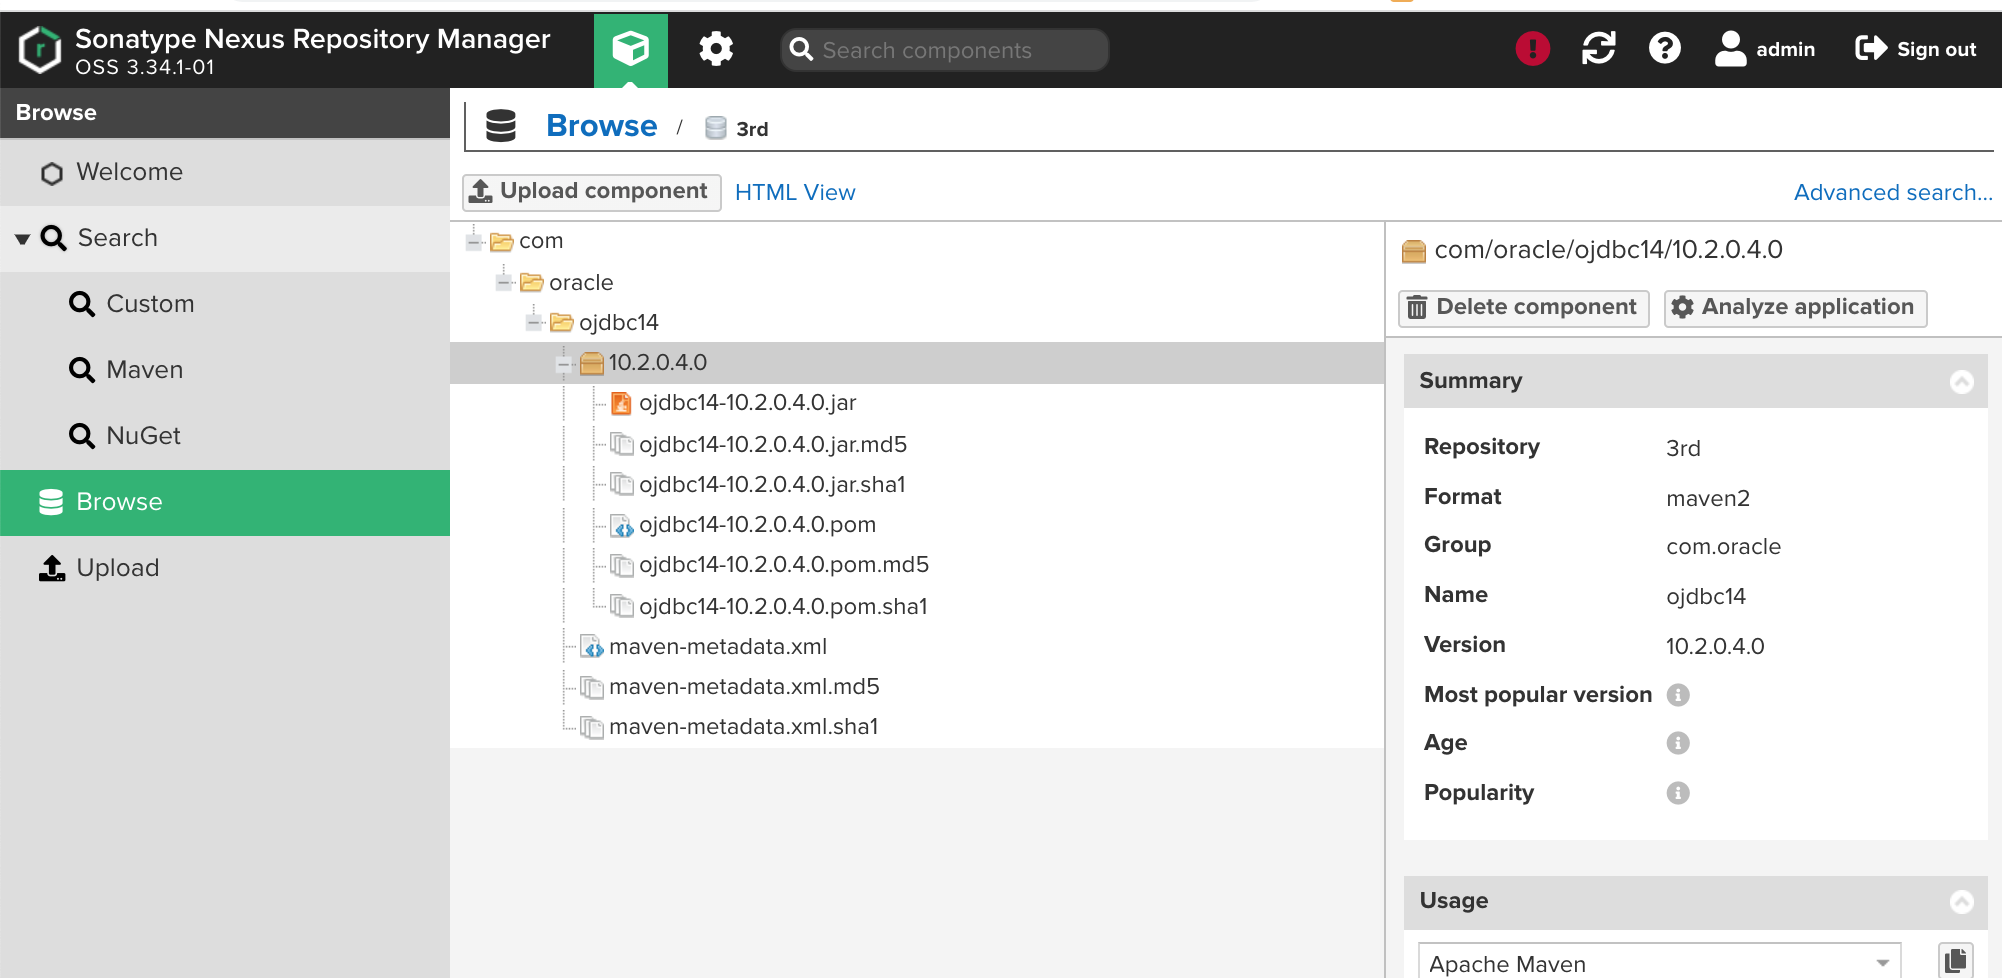 Sonatype Nexus Repository Manager
OSS 3.34.1-01
Search components
admin
Sign out
Browse
Welcome
Search
Custom
Maven
NuGet
Browse
Upload
Browse / 3rd
Upload component
HTML View
Advanced search...
com
oracle
ojdbc14
10.2.0.4.0
ojdbc14-10.2.0.4.0.jar
ojdbc14-10.2.0.4.0.jar.md5
ojdbc14-10.2.0.4.0.jar.sha1
ojdbc14-10.2.0.4.0.pom
ojdbc14-10.2.0.4.0.pom.md5
ojdbc14-10.2.0.4.0.pom.sha1
maven-metadata.xml
maven-metadata.xml.md5
maven-metadata.xml.sha1
com/oracle/ojdbc14/10.2.0.4.0
Delete component
Analyze application
Summary
Repository 3rd
Format maven2
Group com.oracle
Name ojdbc14
Version 10.2.0.4.0
Most popular version
Age
Popularity
Usage
Apache Maven